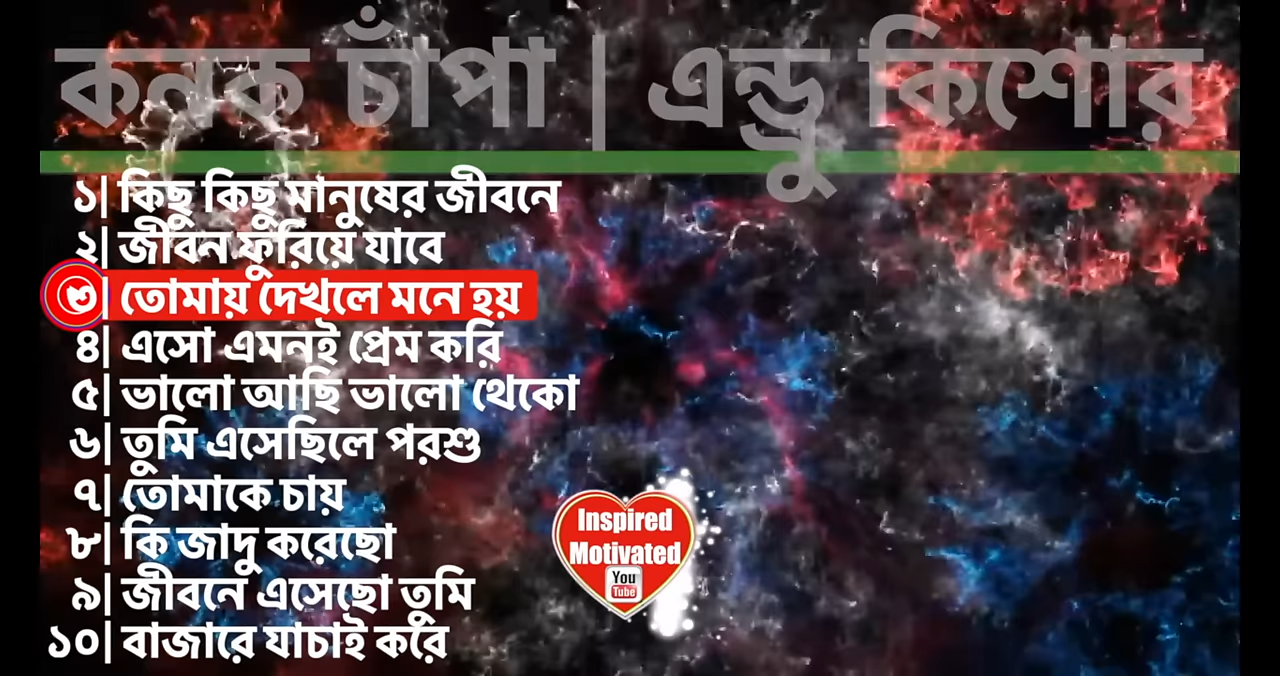 কনক চাঁপা | এন্ড্রু কিশোর
১| কিছু কিছু মানুষের জীবনে
২| জীবন ফুরিয়ে যাবে
৩| তোমায় দেখলে মনে হয়
৪| এসো এমনই প্রেম করি
৫| ভালো আছি ভালো থেকো
৬| তুমি এসেছিলে পরশু
৭| তোমাকে চায়
৮| কি জাদু করেছো
৯| জীবনে এসেছো তুমি
১০| বাজারে যাচাই করে
Inspired
Motivated
You
Tube